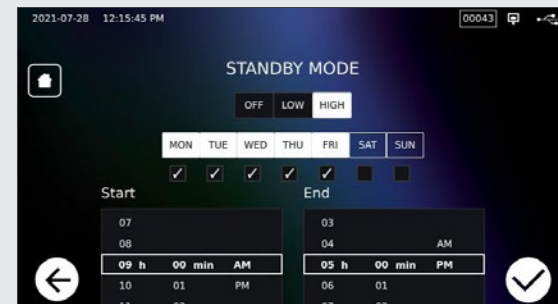 2021-07-28 12:15:45 PM 00043
STANDBY MODE
OFF LOW HIGH
MON TUE WED THU FRI SAT SUN
Start End
07 03
08 04 AM
09 h 00 min AM 05 h 00 min PM
10 01 PM 06 01